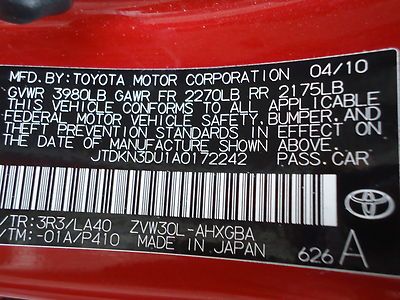 MFD. BY: TOYOTA MOTOR CORPORATION 04/10
GVWR 3980LB GAWR FR 2270LB RR 2175LB
THIS VEHICLE CONFORMS TO ALL APPLICABLE
FEDERAL MOTOR VEHICLE SAFETY, BUMPER, AND
THEFT PREVENTION STANDARDS IN EFFECT ON
THE DATE OF MANUFACTURE SHOWN ABOVE.
JTDKN3DU1A0172242 PASS.CAR
/TR:3R3/LA40 ZVW30L-AHXGBA
/TM:-01A/P410 MADE IN JAPAN
TOYOTA
626 A